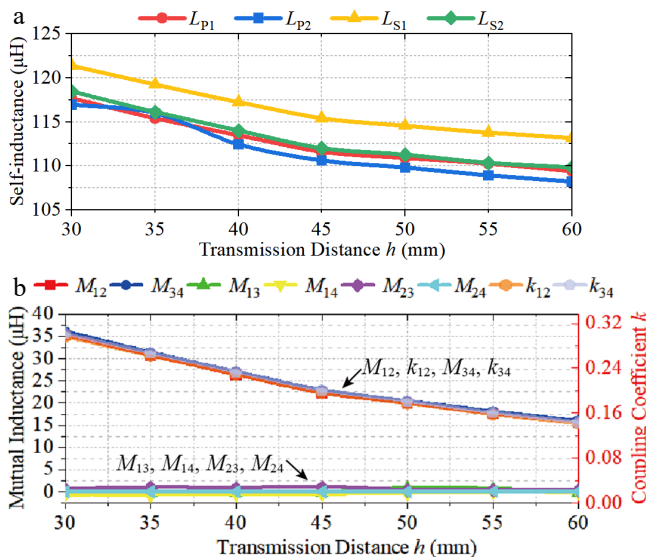 a
L_P1 L_P2 L_S1 L_S2
Self-inductance (μH)
125
120
115
110
105
30 35 40 45 50 55 60
Transmission Distance h (mm)
b
M_12 M_34 M_13 M_14 M_23 M_24 k_12 k_34
Mutual Inductance (μH)
40
35
30
25
20
15
10
5
0
M_12, k_12, M_34, k_34
M_13, M_14, M_23, M_24
0.32
0.24
0.16
0.08
0.00
Coupling Coefficient k
30 35 40 45 50 55 60
Transmission Distance h (mm)